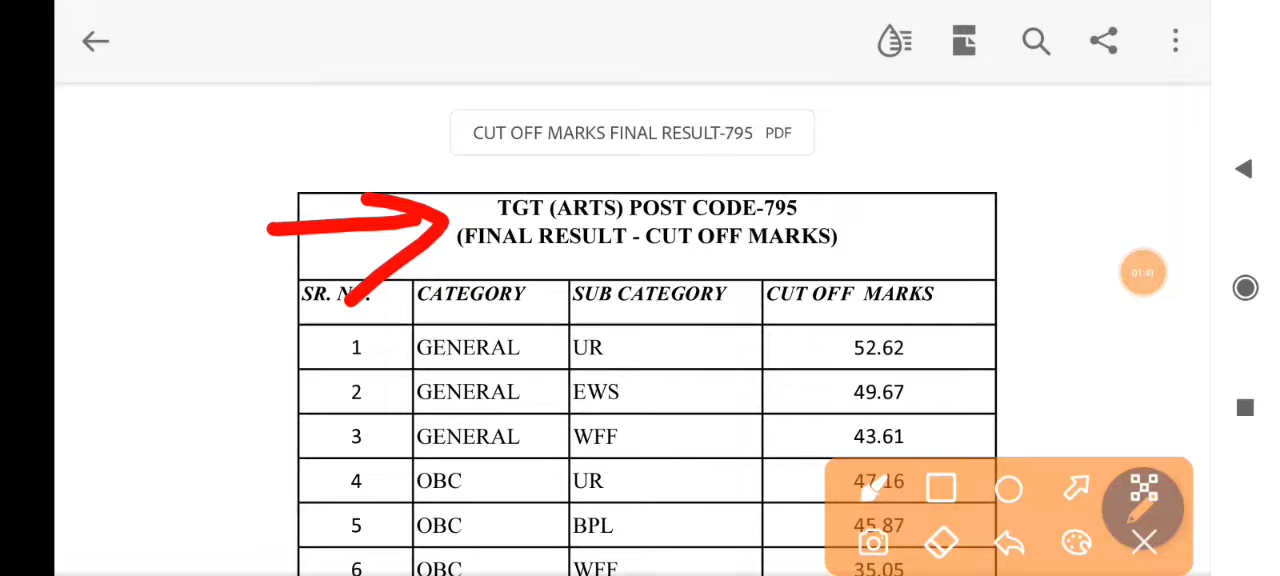 CUT OFF MARKS FINAL RESULT-795 PDF
TGT (ARTS) POST CODE-795
(FINAL RESULT - CUT OFF MARKS)
SR. CATEGORY SUB CATEGORY CUT OFF MARKS
1 GENERAL UR 52.62
2 GENERAL EWS 49.67
3 GENERAL WFF 43.61
4 OBC UR 47.16
5 OBC BPL 45.87
6 OBC WFF 35.05
01:41